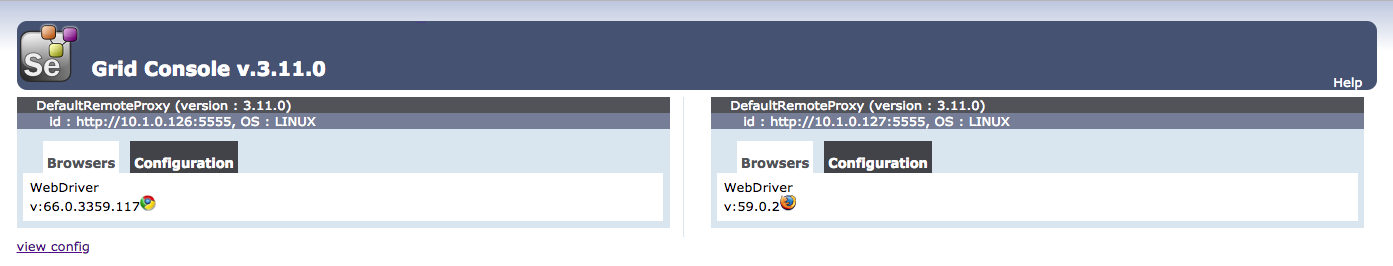 Se
Grid Console v.3.11.0
Help
DefaultRemoteProxy (version : 3.11.0)
id : http://10.1.0.126:5555, OS : LINUX
Browsers Configuration
WebDriver
v:66.0.3359.117
DefaultRemoteProxy (version : 3.11.0)
id : http://10.1.0.127:5555, OS : LINUX
Browsers Configuration
WebDriver
v:59.0.2
view config